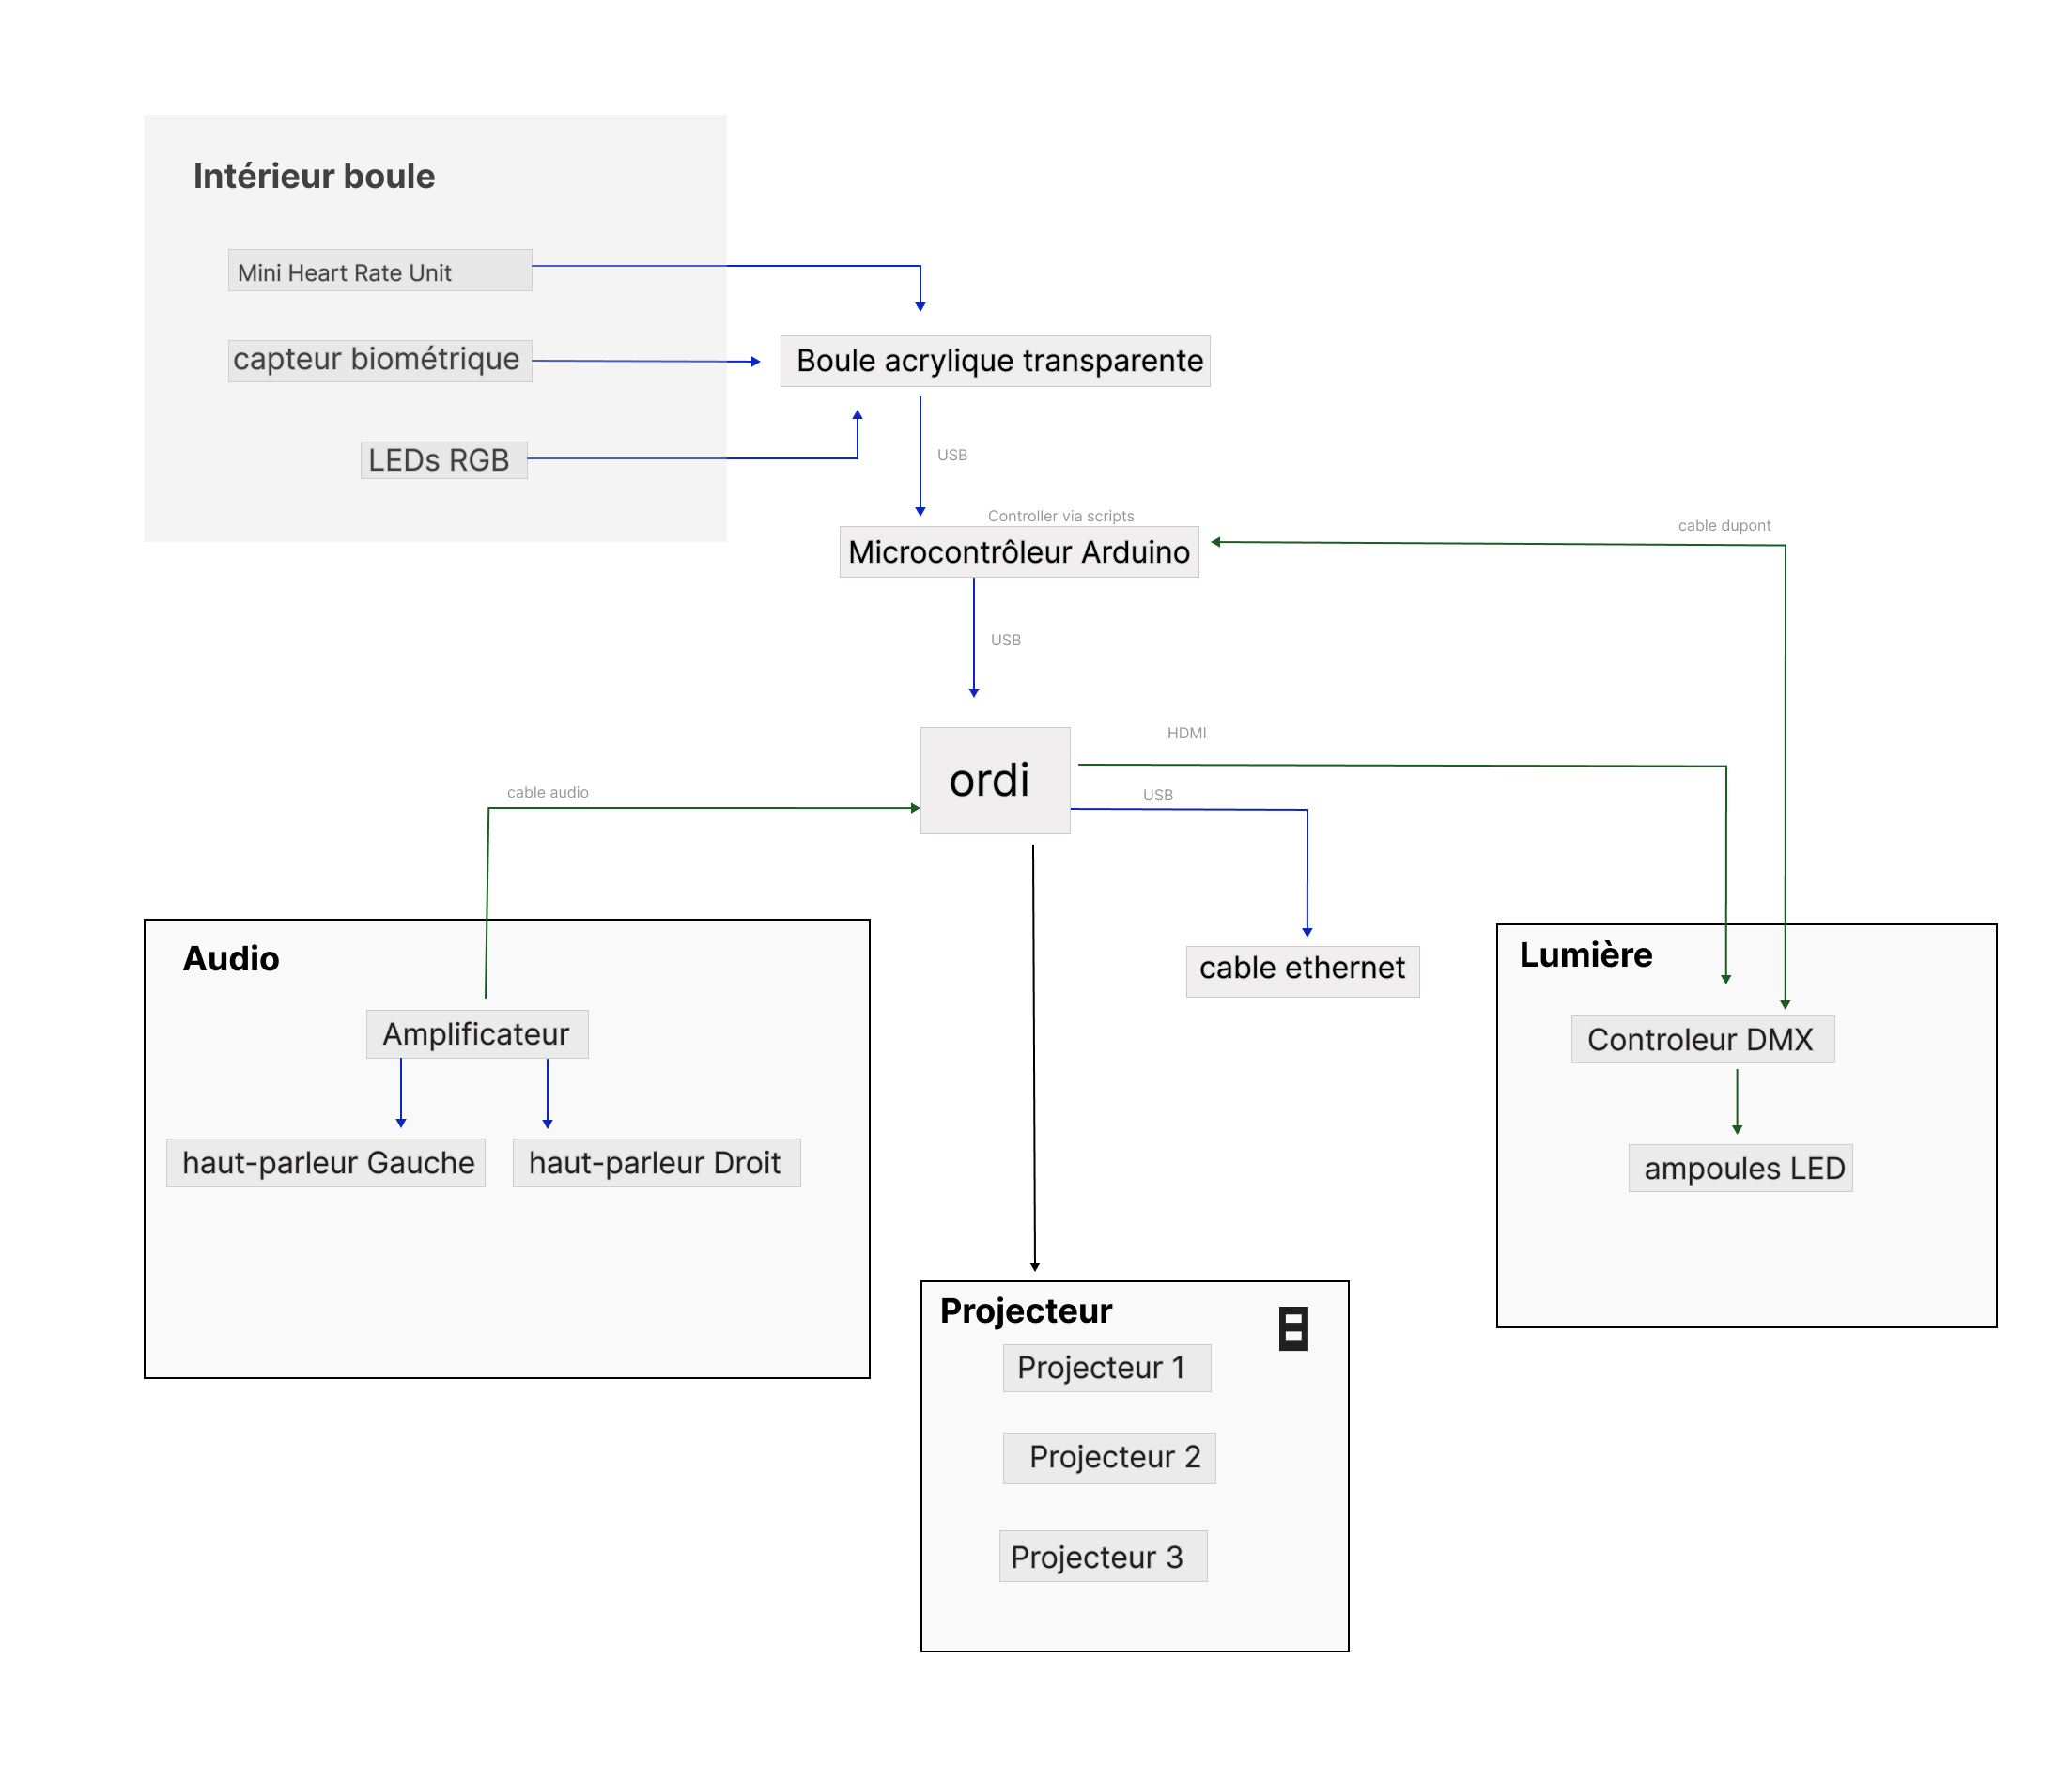 Intérieur boule
Mini Heart Rate Unit
capteur biométrique
Boule acrylique transparente
LEDs RGB
USB
Controller via scripts
cable dupont
Microcontrôleur Arduino
USB
HDMI
ordi
cable audio
USB
Audio
Lumière
cable ethernet
Amplificateur
Controleur DMX
haut-parleur Gauche
haut-parleur Droit
ampoules LED
Projecteur
Projecteur 1
Projecteur 2
Projecteur 3